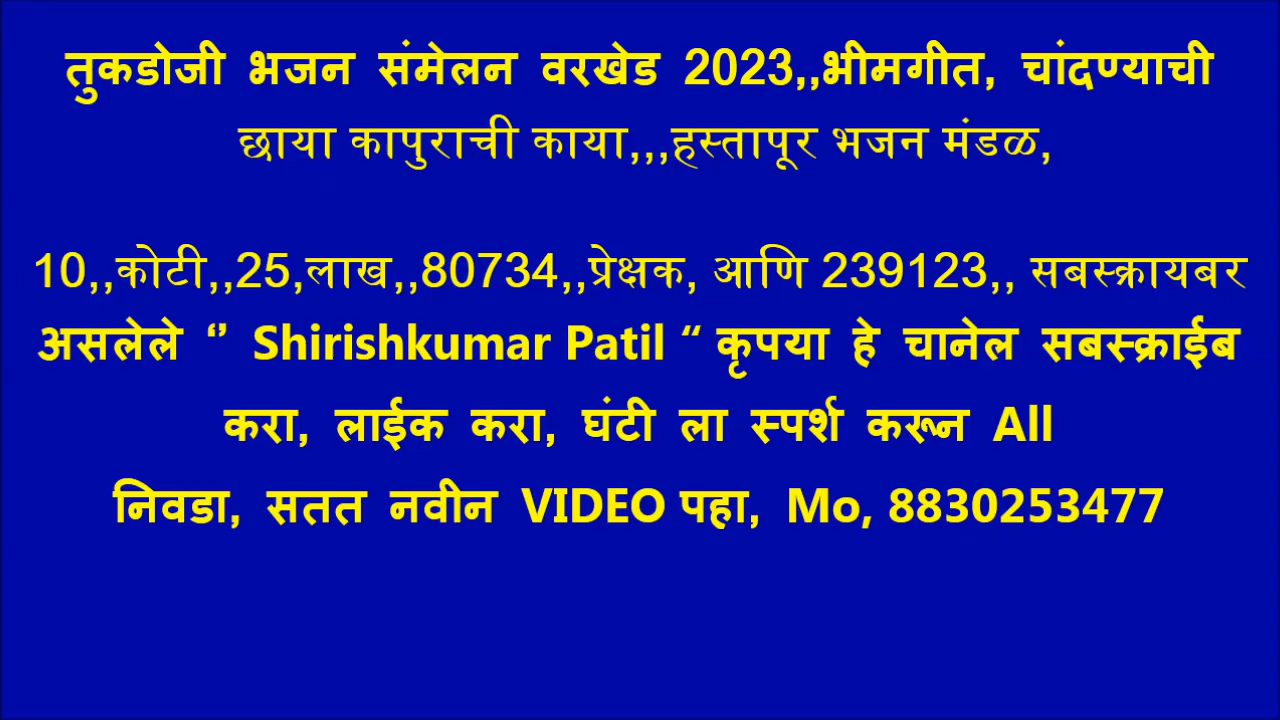 तुकडोजी भजन संमेलन वरखेड 2023,,भीमगीत, चांदण्याची
छाया कापुराची काया,,,हस्तापूर भजन मंडळ,
10,,कोटी,,25,लाख,,80734,,प्रेक्षक, आणि 239123,, सबस्क्रायबर
असलेले “” Shirishkumar Patil “ कृपया हे चानेल सबस्क्राईब
करा, लाईक करा, घंटी ला स्पर्श करून All
निवडा, सतत नवीन VIDEO पहा, Mo, 8830253477